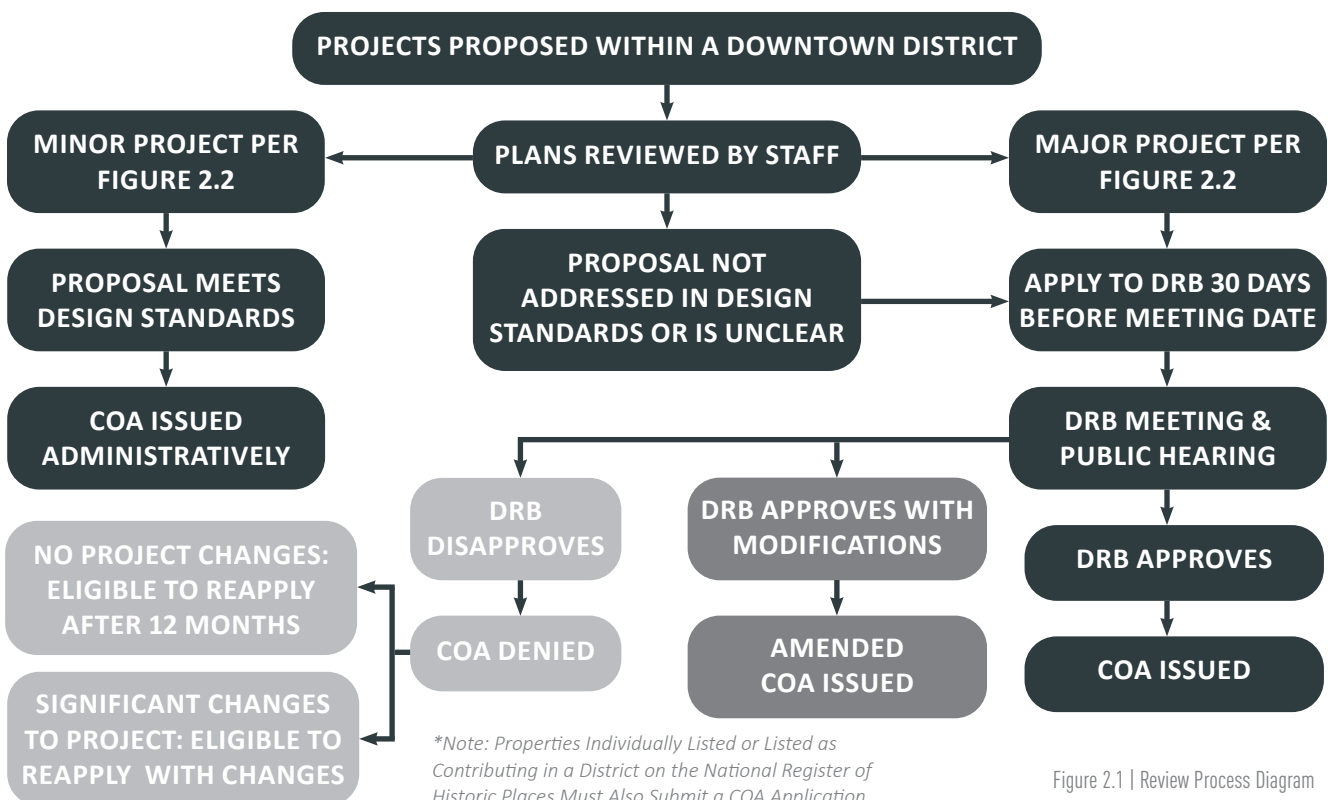 PROJECTS PROPOSED WITHIN A DOWNTOWN DISTRICT
MINOR PROJECT PER
FIGURE 2.2
PLANS REVIEWED BY STAFF
MAJOR PROJECT PER
FIGURE 2.2
PROPOSAL MEETS
DESIGN STANDARDS
PROPOSAL NOT
ADDRESSED IN DESIGN
STANDARDS OR IS UNCLEAR
APPLY TO DRB 30 DAYS
BEFORE MEETING DATE
COA ISSUED
ADMINISTRATIVELY
DRB MEETING &
PUBLIC HEARING
DRB
DISAPPROVES
DRB APPROVES WITH
MODIFICATIONS
DRB APPROVES
NO PROJECT CHANGES:
ELIGIBLE TO REAPPLY
AFTER 12 MONTHS
COA DENIED
AMENDED
COA ISSUED
COA ISSUED
SIGNIFICANT CHANGES
TO PROJECT: ELIGIBLE TO
REAPPLY WITH CHANGES
*Note: Properties Individually Listed or Listed as
Contributing in a District on the National Register of
Historic Places Must Also Submit a COA Application
Figure 2.1 | Review Process Diagram